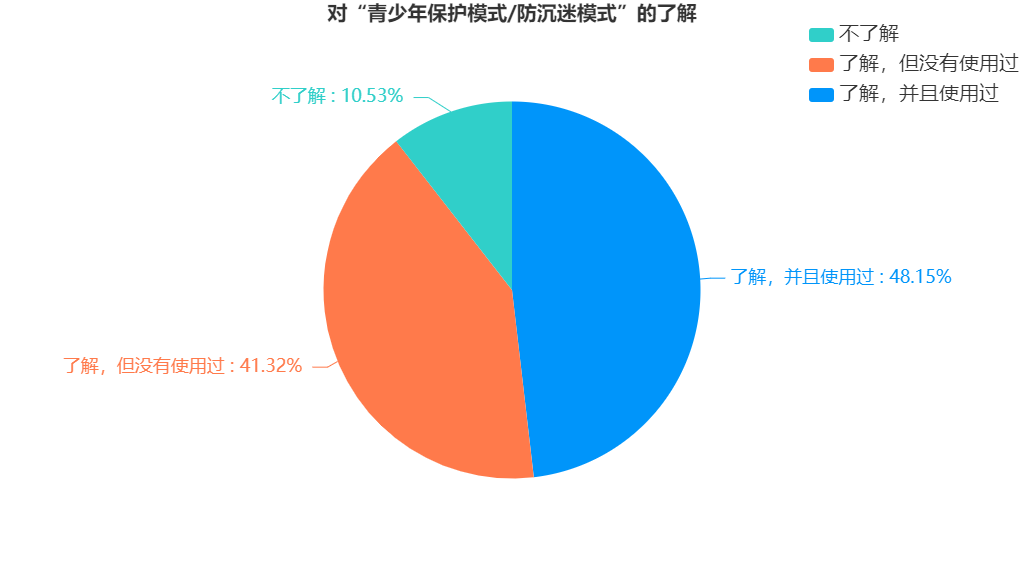 对“青少年保护模式/防沉迷模式”的了解
不了解
了解，但没有使用过
了解，并且使用过
不了解 : 10.53%
了解，并且使用过 : 48.15%
了解，但没有使用过 : 41.32%